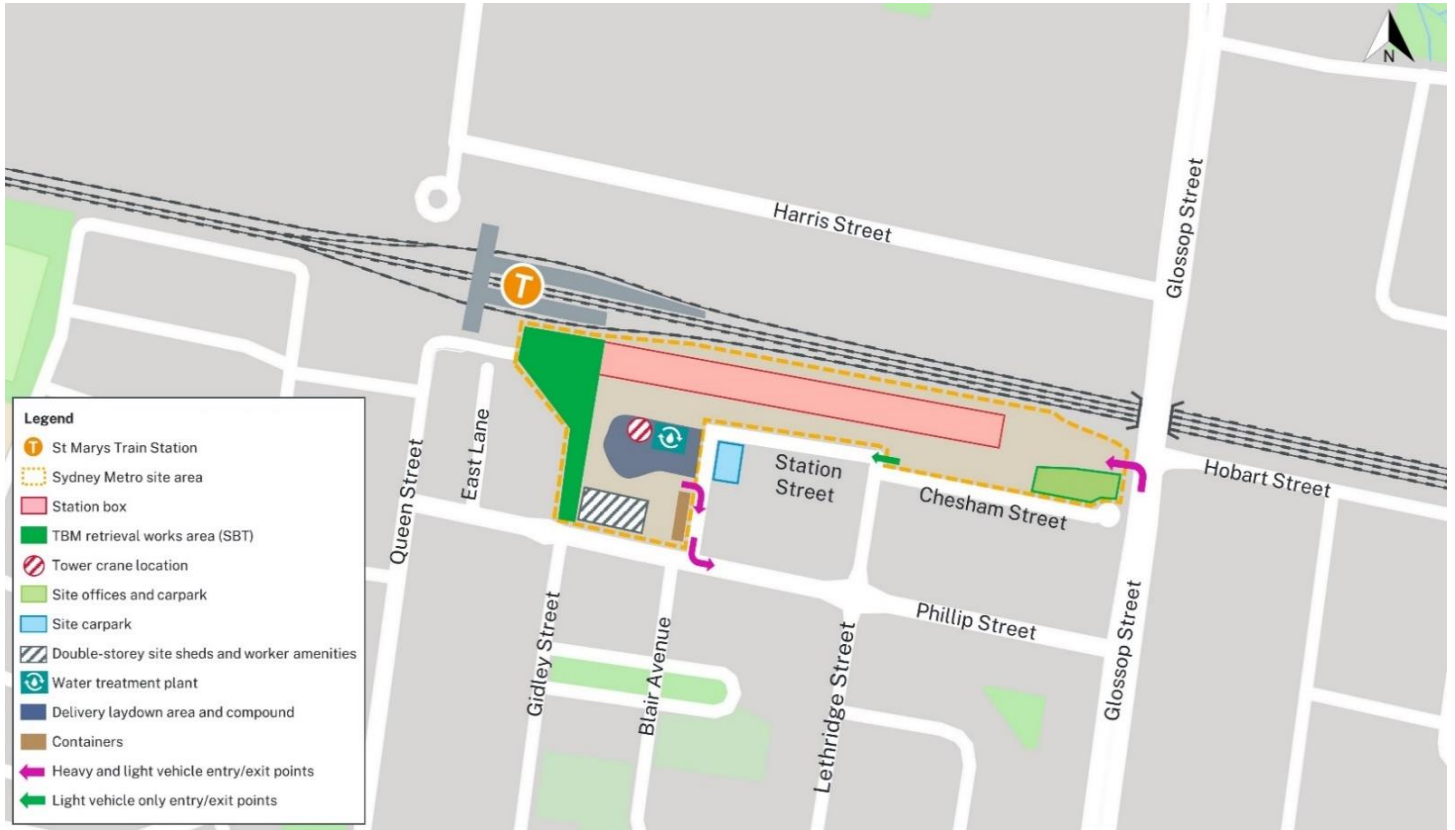 N
Harris Street
Glossop Street
T
Legend
T St Marys Train Station
Sydney Metro site area
Station box
TBM retrieval works area (SBT)
Tower crane location
Site offices and carpark
Site carpark
Double-storey site sheds and worker amenities
Water treatment plant
Delivery laydown area and compound
Containers
Heavy and light vehicle entry/exit points
Light vehicle only entry/exit points
Queen Street
East Lane
Station
Street
Chesham Street
Hobart Street
Gidley Street
Blair Avenue
Lethridge Street
Phillip Street
Glossop Street